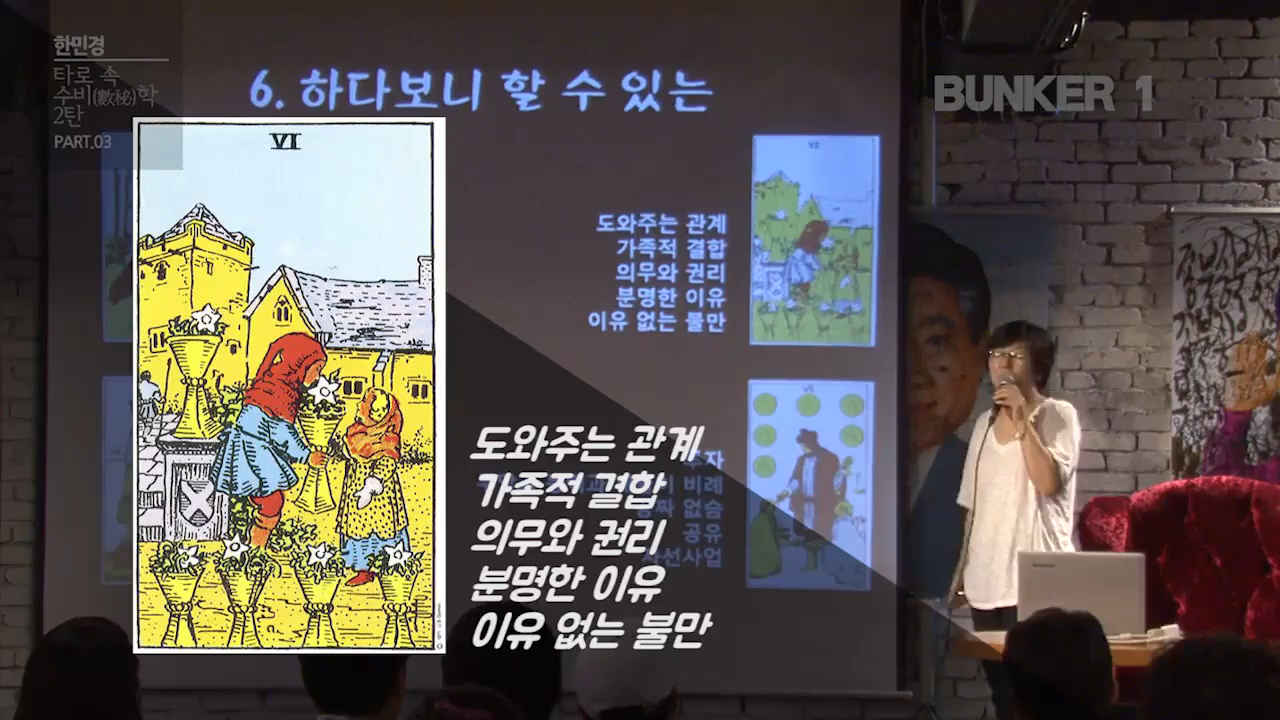 한민경
타로 속
수비(數秘)학
2탄
PART.03
6. 하다보니 할 수 있는
BUNKER 1
VI
VI
도와주는 관계
가족적 결합
의무와 권리
분명한 이유
이유 없는 불만
도와주는 관계
가족적 결합
의무와 권리
분명한 이유
이유 없는 불만
비례
없음
공유
자선사업